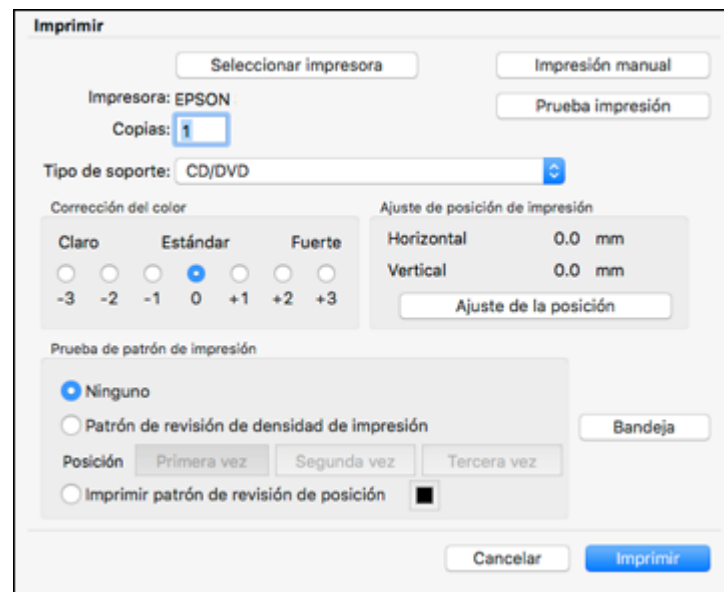 Imprimir
Seleccionar impresora
Impresión manual
Impresora: EPSON
Prueba impresión
Copias: 1
Tipo de soporte: CD/DVD
Corrección del color
Ajuste de posición de impresión
Claro Estándar Fuerte
Horizontal 0.0 mm
Vertical 0.0 mm
-3 -2 -1 0 +1 +2 +3
Ajuste de la posición
Prueba de patrón de impresión
Ninguno
Patrón de revisión de densidad de impresión
Bandeja
Posición Primera vez Segunda vez Tercera vez
Imprimir patrón de revisión de posición
Cancelar Imprimir